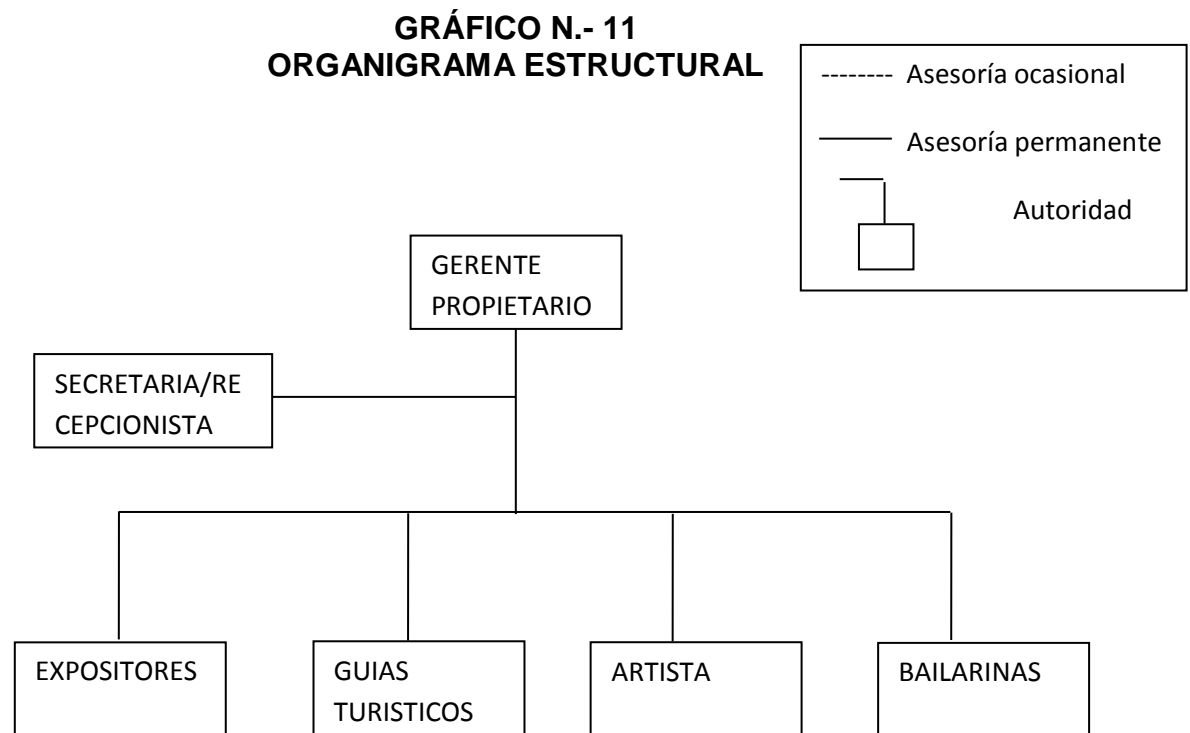 GRÁFICO N.- 11
ORGANIGRAMA ESTRUCTURAL
-------- Asesoría ocasional
Asesoría permanente
Autoridad
GERENTE
PROPIETARIO
SECRETARIA/RE
CEPCIONISTA
EXPOSITORES
GUIAS
TURISTICOS
ARTISTA
BAILARINAS